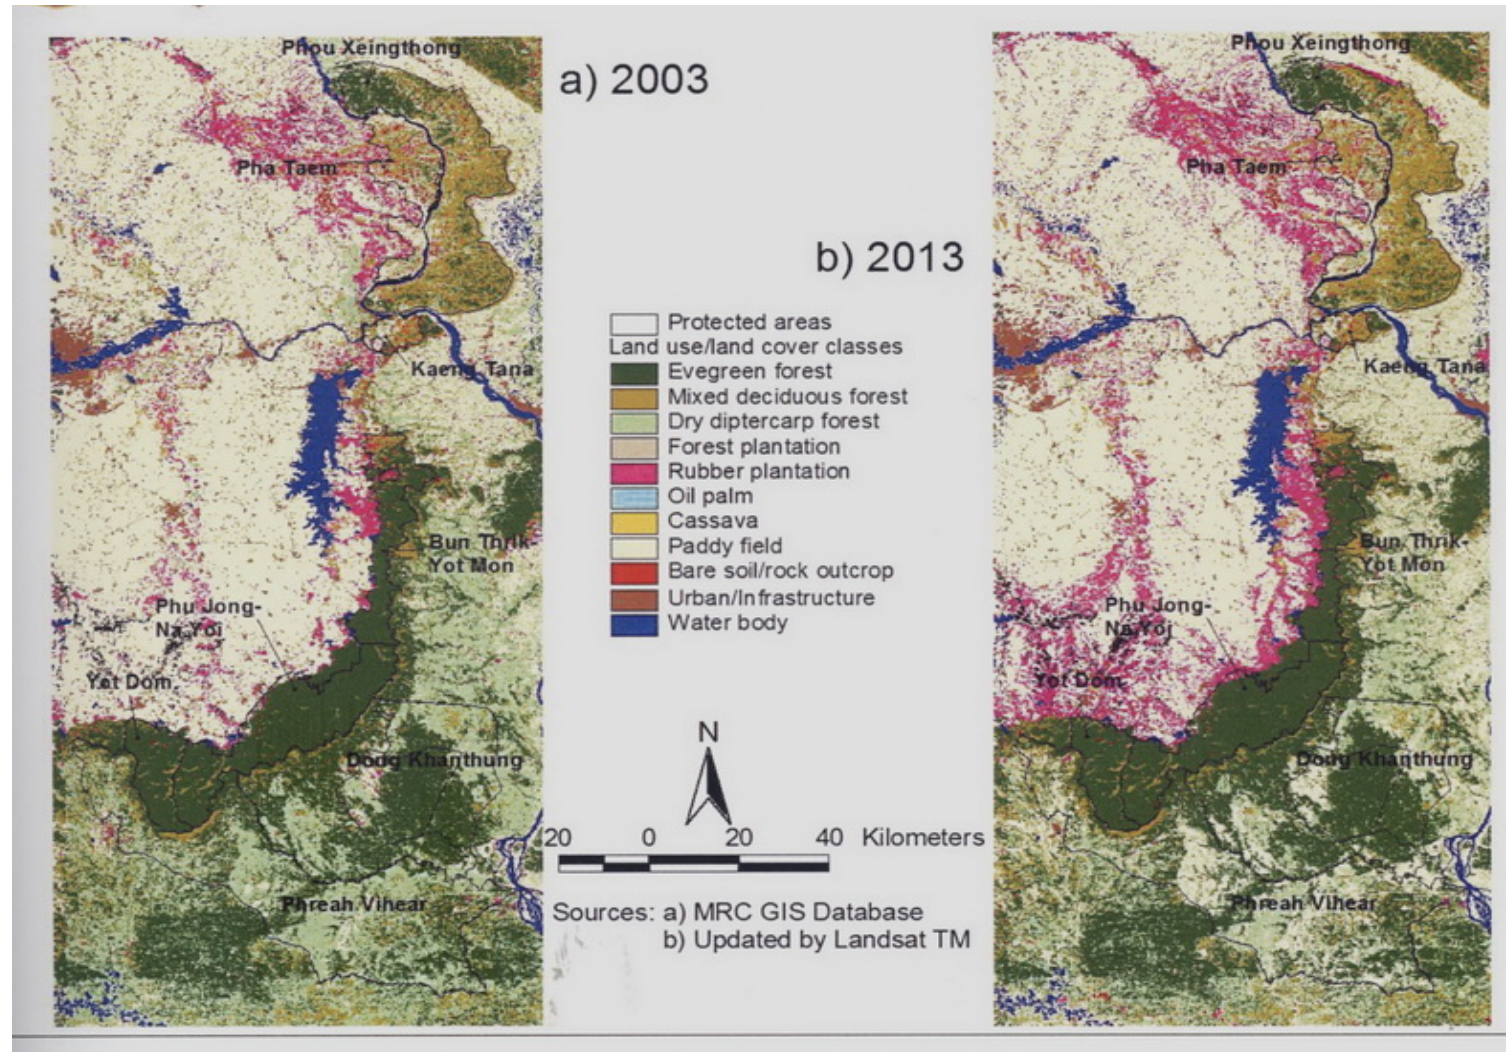 Phou Xeingthong
a) 2003
Pha Taem
Kaeng Tana
Bun Thrik-
Yot Mon
Phu Jong-
Na Yoi
Yot Dom
Dong Khanthung
Phreah Vihear
b) 2013
Protected areas
Land use/land cover classes
Evegreen forest
Mixed deciduous forest
Dry diptercarp forest
Forest plantation
Rubber plantation
Oil palm
Cassava
Paddy field
Bare soil/rock outcrop
Urban/Infrastructure
Water body
N
20 0 20 40 Kilometers
Sources: a) MRC GIS Database
b) Updated by Landsat TM
Phou Xeingthong
Pha Taem
Kaeng Tana
Bun Thrik-
Yot Mon
Phu Jong-
Na Yoi
Yot Dom
Dong Khanthung
Phreah Vihear